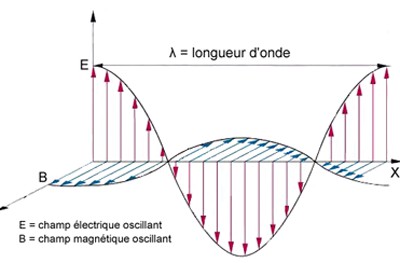 λ = longueur d'onde
E
B
X
E = champ électrique oscillant
B = champ magnétique oscillant